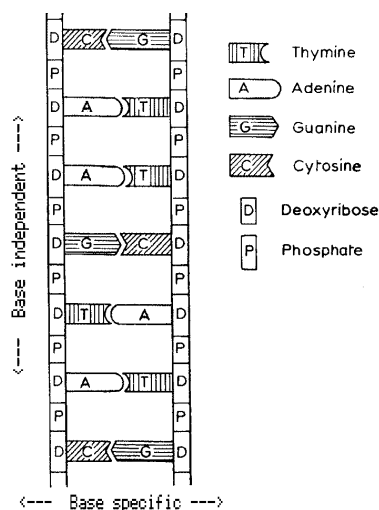 D C G D
P P
D A T D
P P
D A T D
P P
D G C D
P P
D T A D
P P
D A T D
P P
D C G D
T Thymine
A Adenine
G Guanine
C Cytosine
D Deoxyribose
P Phosphate
<--- Base independent --->
<--- Base specific --->